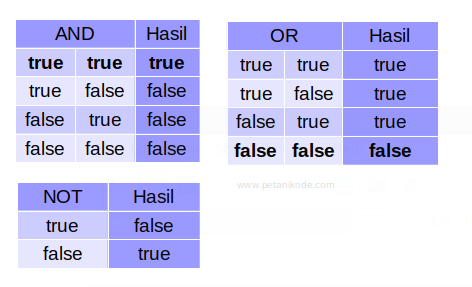 AND Hasil
true true true
true false false
false true false
false false false
OR Hasil
true true true
true false true
false true true
false false false
NOT Hasil
true false
false true
www.petanikode.com